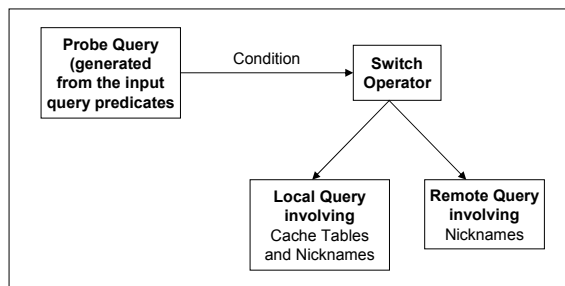 Probe Query
(generated
from the input
query predicates
Condition
Switch
Operator
Local Query
involving
Cache Tables
and Nicknames
Remote Query
involving
Nicknames